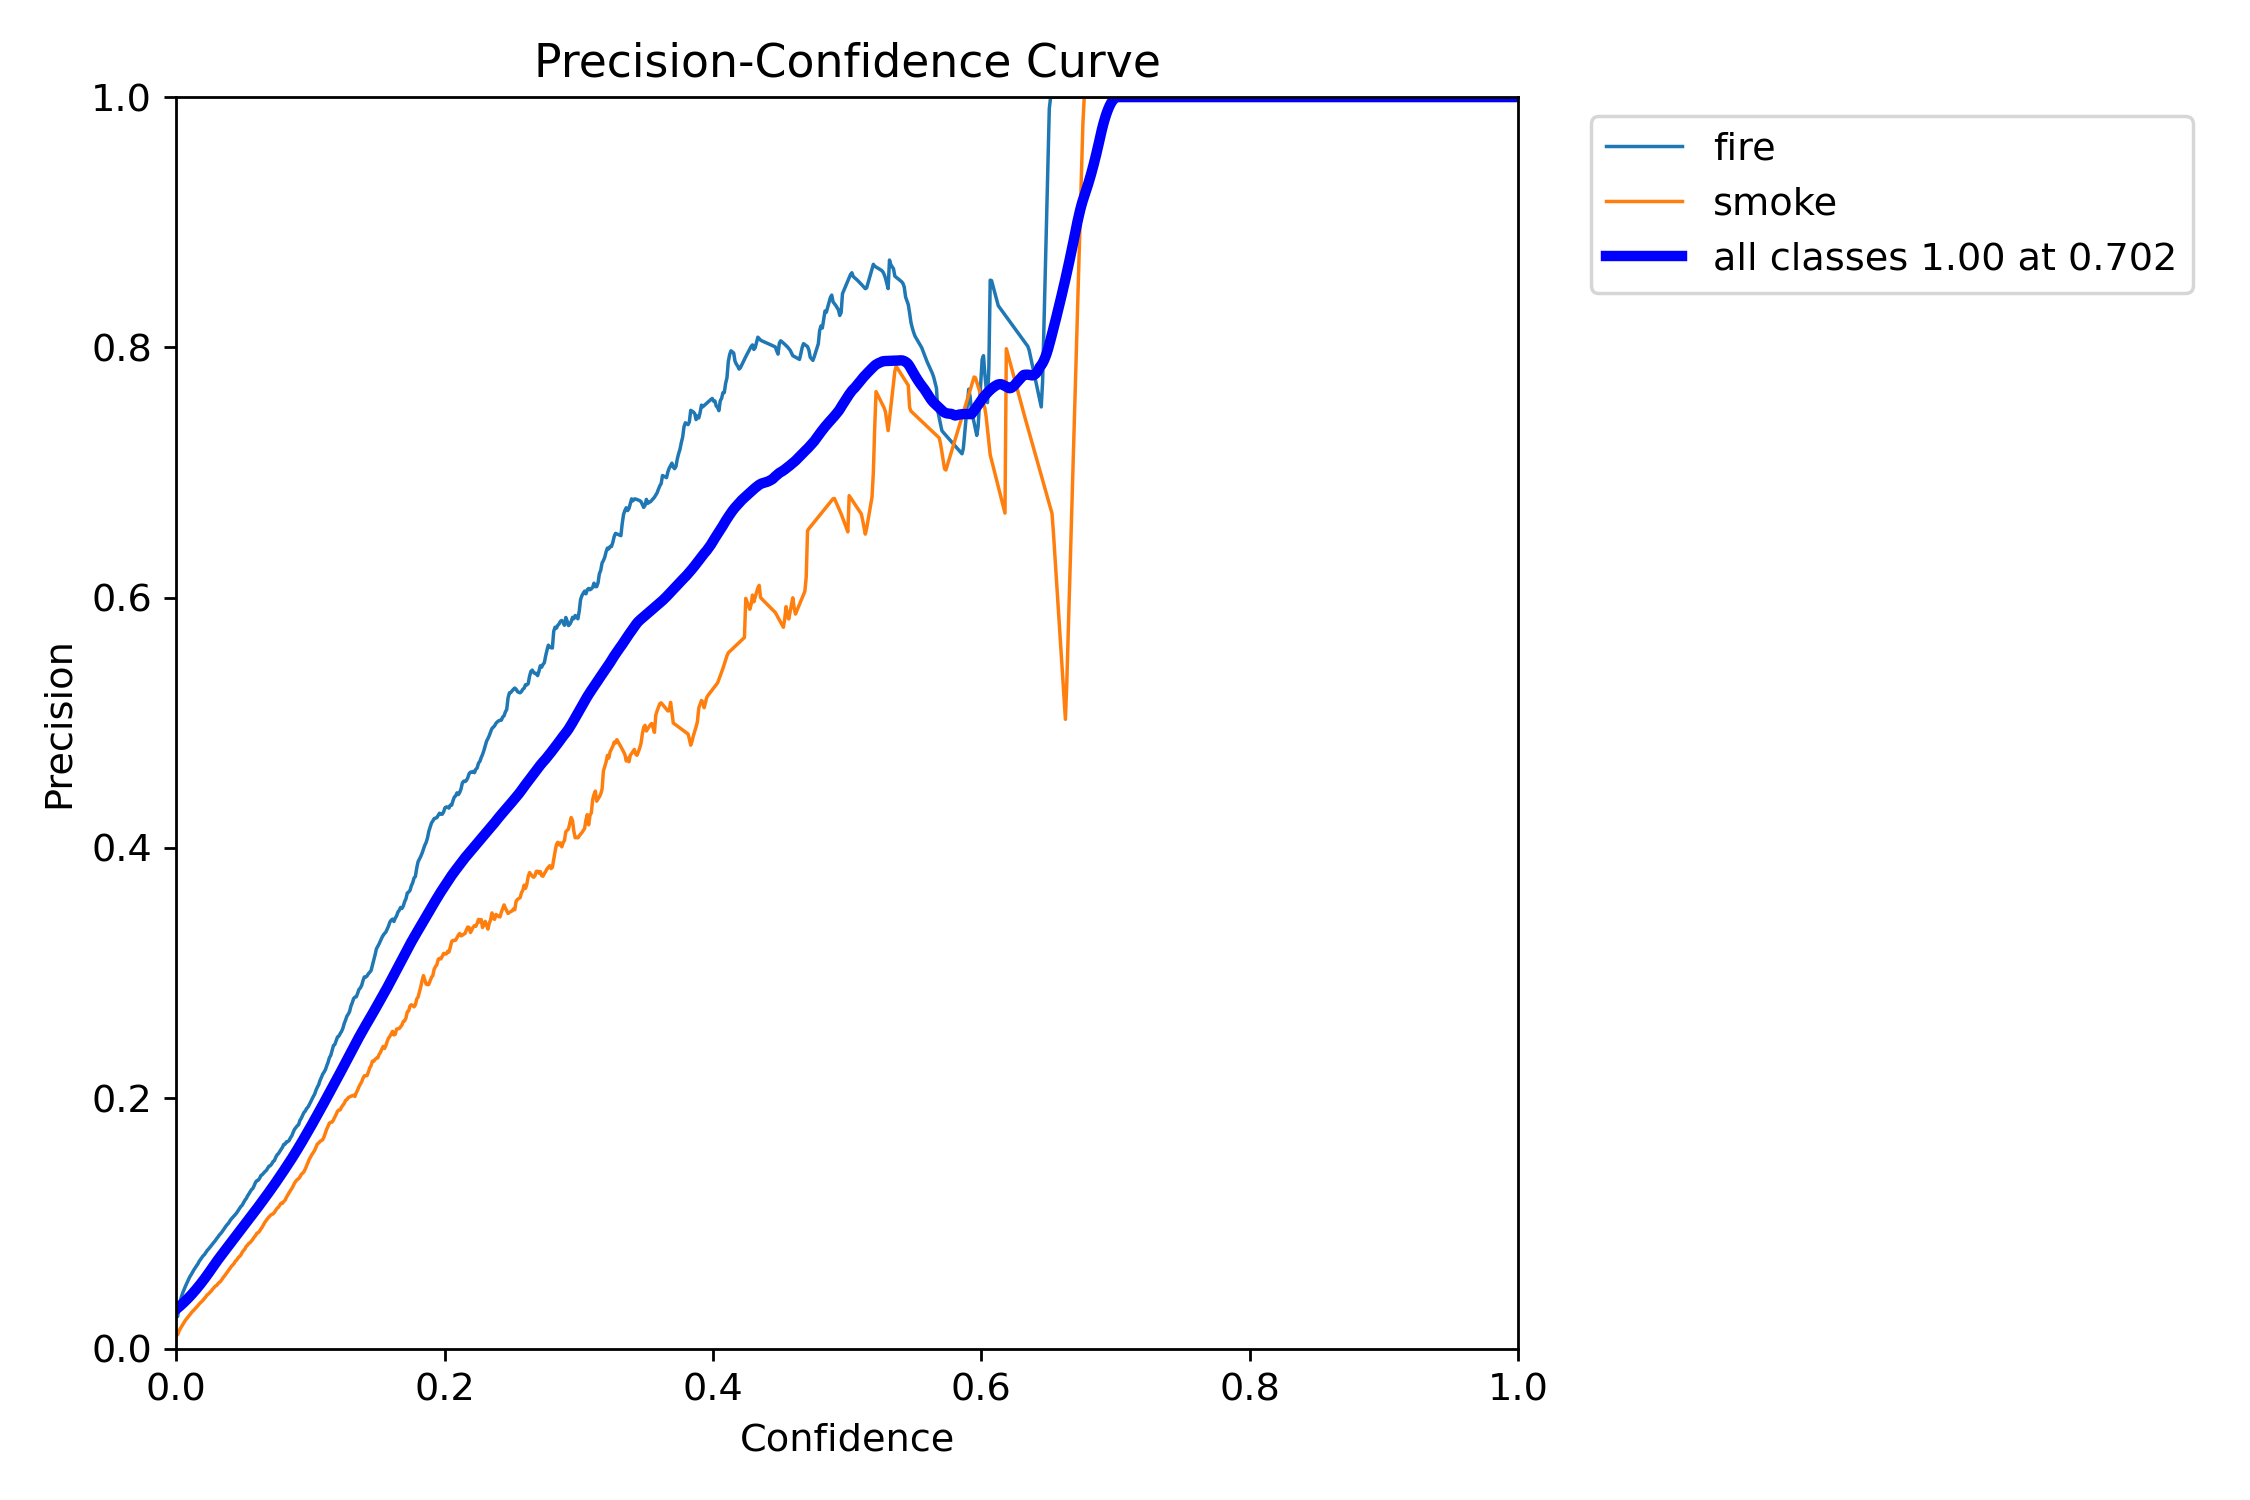 Precision-Confidence Curve
1.0
0.8
0.6
0.4
0.2
0.0
Precision
0.0 0.2 0.4 0.6 0.8 1.0
Confidence
fire
smoke
all classes 1.00 at 0.702